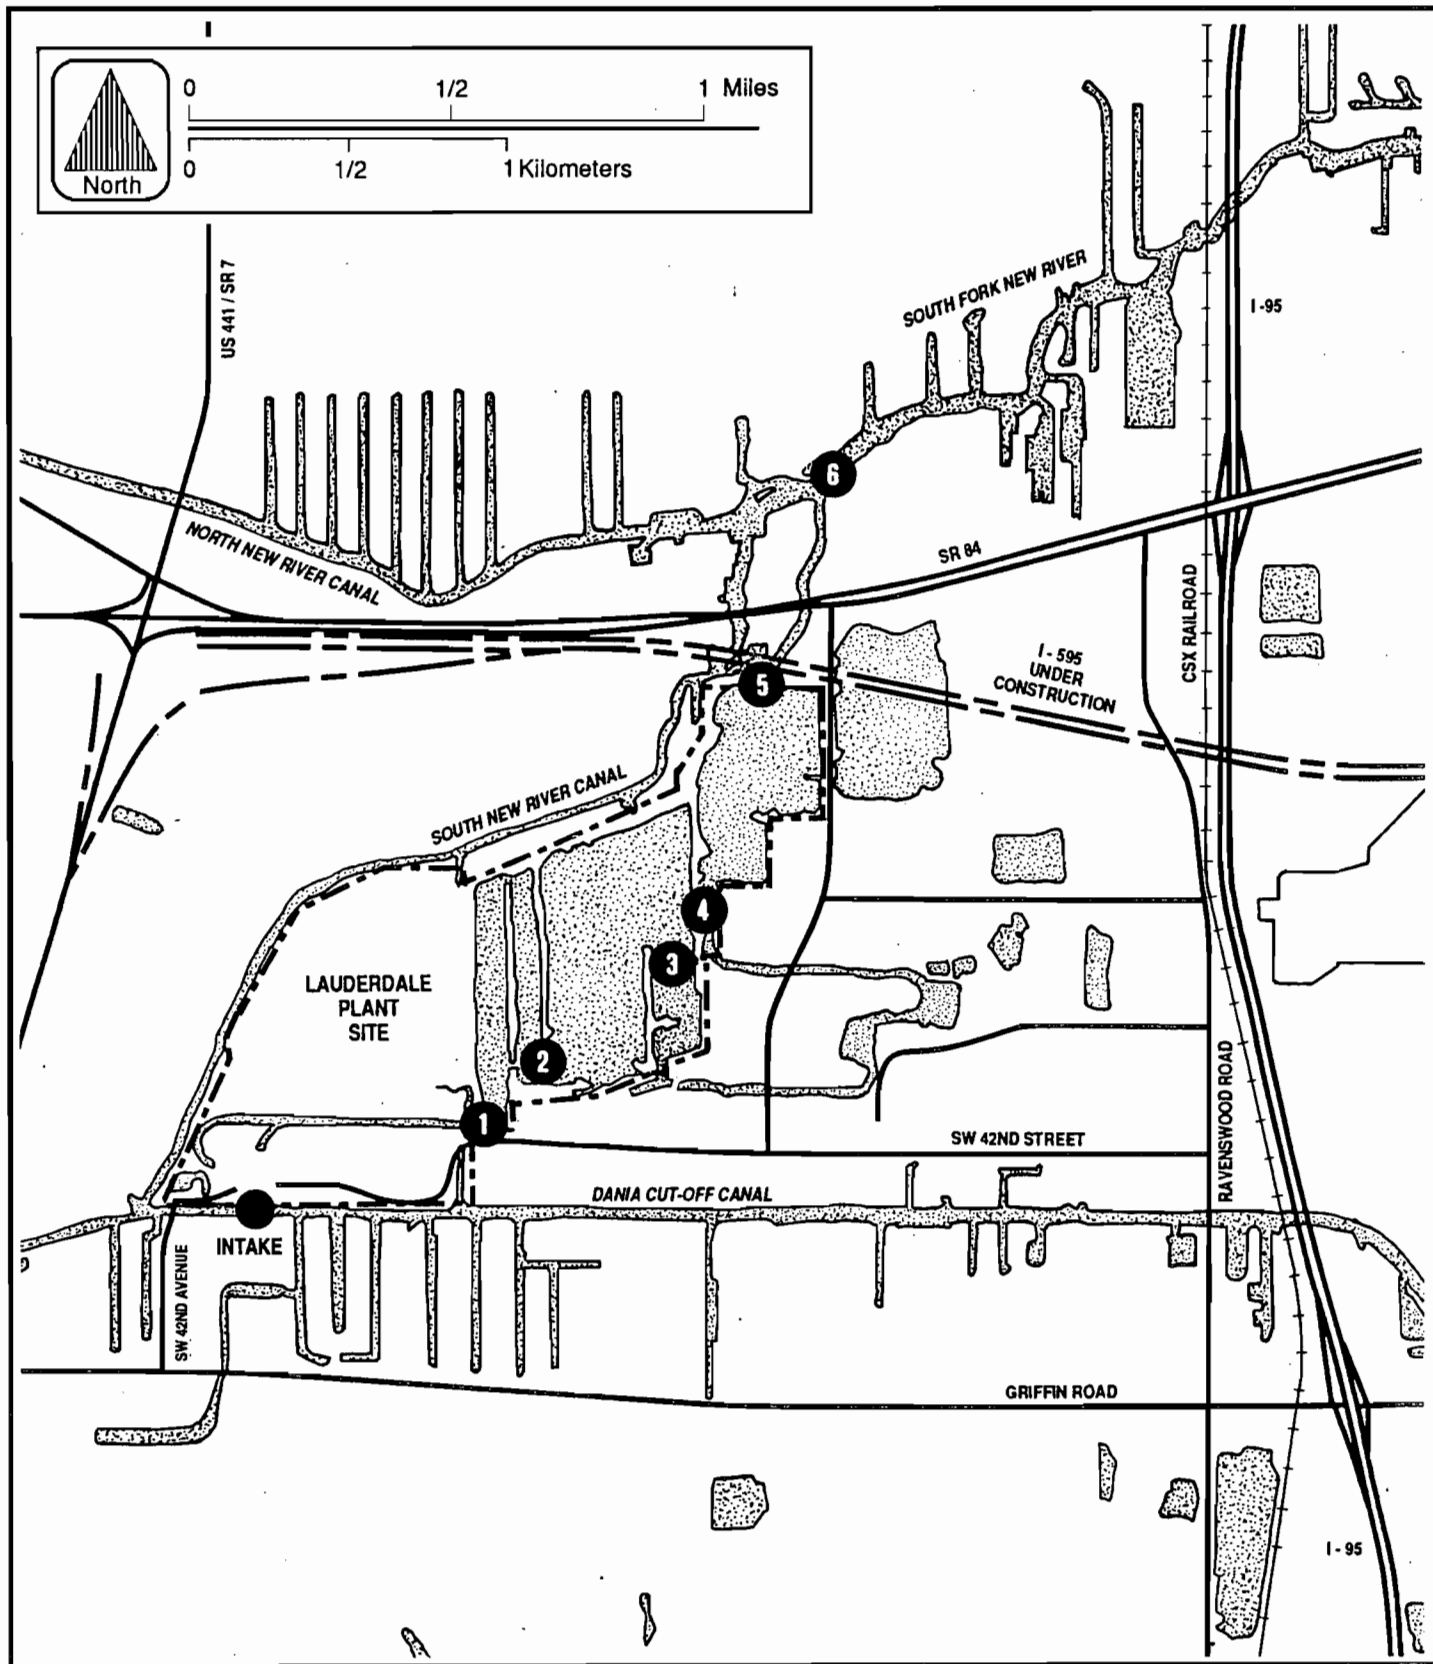 0 1/2 1 Miles
0 1/2 1 Kilometers
North
US 441 / SR 7
SOUTH FORK NEW RIVER
I-95
6
NORTH NEW RIVER CANAL
SR 84
CSX RAILROAD
I - 595
UNDER
CONSTRUCTION
5
SOUTH NEW RIVER CANAL
4
3
LAUDERDALE
PLANT
SITE
2
1
SW 42ND STREET
RAVENSWOOD ROAD
DANIA CUT-OFF CANAL
INTAKE
SW 42ND AVENUE
GRIFFIN ROAD
I - 95